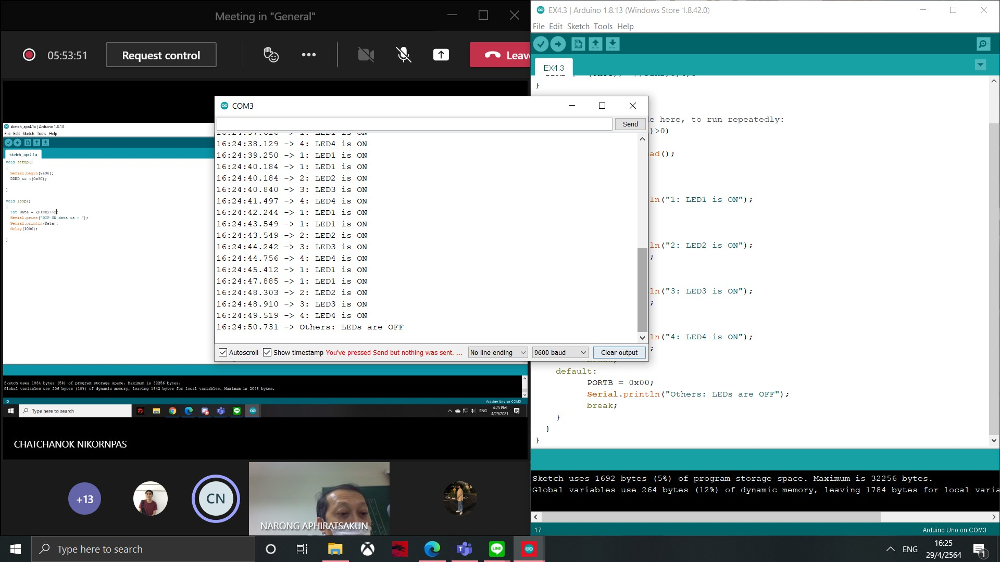 Meeting in "General"
05:53:51
Request control
Leave
sketch_apr4.1a | Arduino 1.8.13
File Edit Sketch Tools Help
sketch_apr4.1a
void setup()
{
Serial.begin(9600);
DDRD &= ~(0x3C);
}
void loop()
{
int Data = (PIND)>>2;
Serial.print("DIP SW data is : ");
Serial.println(Data);
delay(1000);
}
Sketch uses 1834 bytes (5%) of program storage space. Maximum is 32256 bytes.
Global variables use 206 bytes (10%) of dynamic memory, leaving 1842 bytes for local variables. Maximum is 2048 bytes.
10
Arduino Uno on COM3
Type here to search
ENG
4:25 PM
4/29/2021
CHATCHANOK NIKORNPAS
+13
CN
NARONG APHIRATSAKUN
COM3
Send
16:24:38.129 -> 4: LED4 is ON
16:24:39.250 -> 1: LED1 is ON
16:24:40.184 -> 1: LED1 is ON
16:24:40.184 -> 2: LED2 is ON
16:24:40.840 -> 3: LED3 is ON
16:24:41.497 -> 4: LED4 is ON
16:24:42.244 -> 1: LED1 is ON
16:24:43.549 -> 1: LED1 is ON
16:24:43.549 -> 2: LED2 is ON
16:24:44.242 -> 3: LED3 is ON
16:24:44.756 -> 4: LED4 is ON
16:24:45.412 -> 1: LED1 is ON
16:24:47.885 -> 1: LED1 is ON
16:24:48.303 -> 2: LED2 is ON
16:24:48.910 -> 3: LED3 is ON
16:24:49.519 -> 4: LED4 is ON
16:24:50.731 -> Others: LEDs are OFF
Autoscroll Show timestamp You've pressed Send but nothing was sent. ... No line ending 9600 baud Clear output
EX4.3 | Arduino 1.8.13 (Windows Store 1.8.42.0)
File Edit Sketch Tools Help
EX4.3
}
e here, to run repeatedly:
)>0)
ad();
ln("1: LED1 is ON");
ln("2: LED2 is ON");
;
ln("3: LED3 is ON");
;
ln("4: LED4 is ON");
;
break;
default:
PORTB = 0x00;
Serial.println("Others: LEDs are OFF");
break;
}
}
}
Sketch uses 1692 bytes (5%) of program storage space. Maximum is 32256 bytes.
Global variables use 264 bytes (12%) of dynamic memory, leaving 1784 bytes for local varia
17
Arduino Uno on COM3
Type here to search
LINE
ENG
16:25
29/4/2564
1